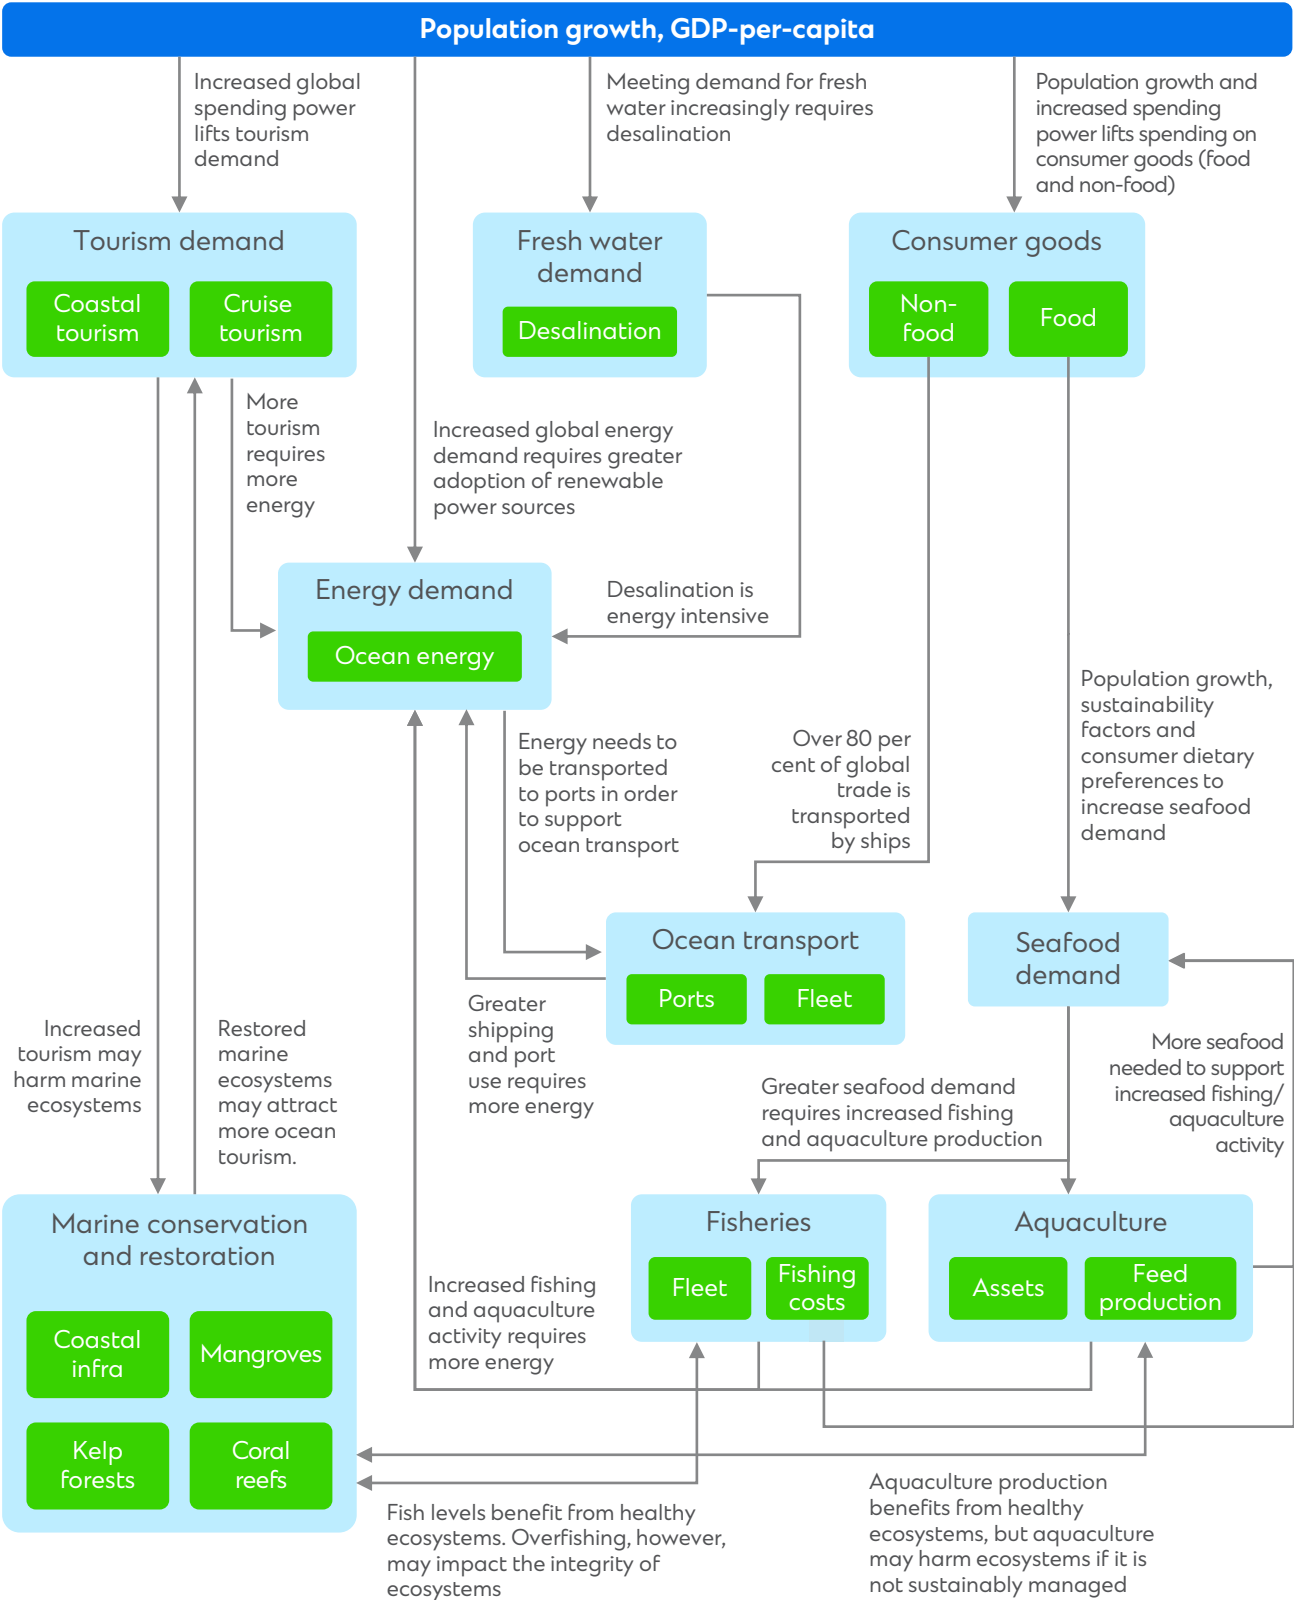 Population growth, GDP-per-capita
Increased global
spending power
lifts tourism
demand
Meeting demand for fresh
water increasingly requires
desalination
Population growth and
increased spending
power lifts spending on
consumer goods (food
and non-food)
Tourism demand
Coastal
tourism
Cruise
tourism
Fresh water
demand
Desalination
Consumer goods
Non-
food
Food
More
tourism
requires
more
energy
Increased global energy
demand requires greater
adoption of renewable
power sources
Energy demand
Ocean energy
Desalination is
energy intensive
Population growth,
sustainability
factors and
consumer dietary
preferences to
increase seafood
demand
Energy needs to
be transported
to ports in order
to support
ocean transport
Over 80 per
cent of global
trade is
transported
by ships
Ocean transport
Ports
Fleet
Seafood
demand
Increased
tourism may
harm marine
ecosystems
Restored
marine
ecosystems
may attract
more ocean
tourism.
Greater
shipping
and port
use requires
more energy
Greater seafood demand
requires increased fishing
and aquaculture production
More seafood
needed to support
increased fishing/
aquaculture
activity
Marine conservation
and restoration
Coastal
infra
Mangroves
Kelp
forests
Coral
reefs
Increased fishing
and aquaculture
activity requires
more energy
Fisheries
Fleet
Fishing
costs
Aquaculture
Assets
Feed
production
Fish levels benefit from healthy
ecosystems. Overfishing, however,
may impact the integrity of
ecosystems
Aquaculture production
benefits from healthy
ecosystems, but aquaculture
may harm ecosystems if it is
not sustainably managed